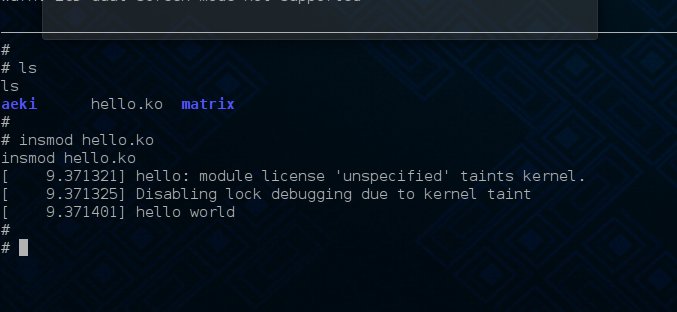 #
# ls
ls
aeki      hello.ko  matrix
#
# insmod hello.ko
insmod hello.ko
[    9.371321] hello: module license 'unspecified' taints kernel.
[    9.371325] Disabling lock debugging due to kernel taint
[    9.371401] hello world
#
#